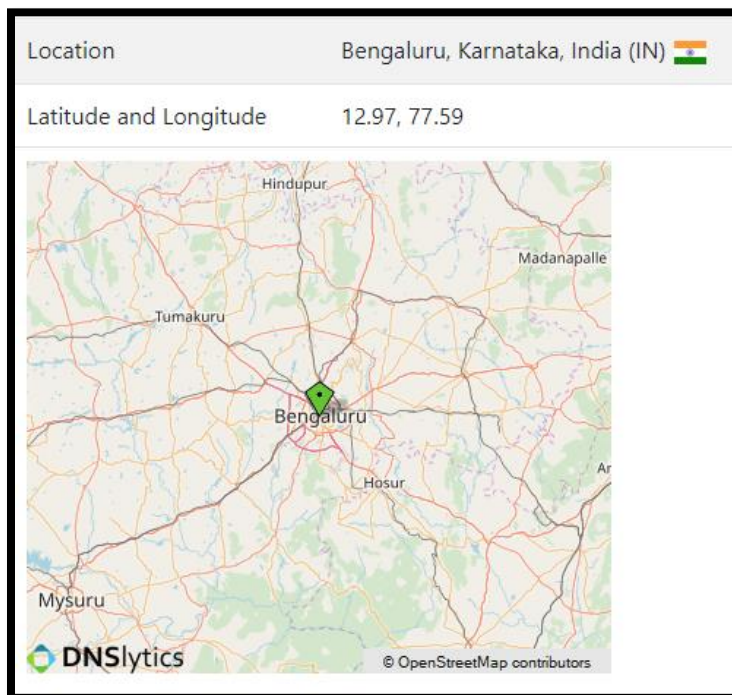 Location Bengaluru, Karnataka, India (IN)
Latitude and Longitude 12.97, 77.59
Hindupur
Madanapalle
Tumakuru
Bengaluru
Hosur
Ar
Mysuru
DNSlytics
© OpenStreetMap contributors